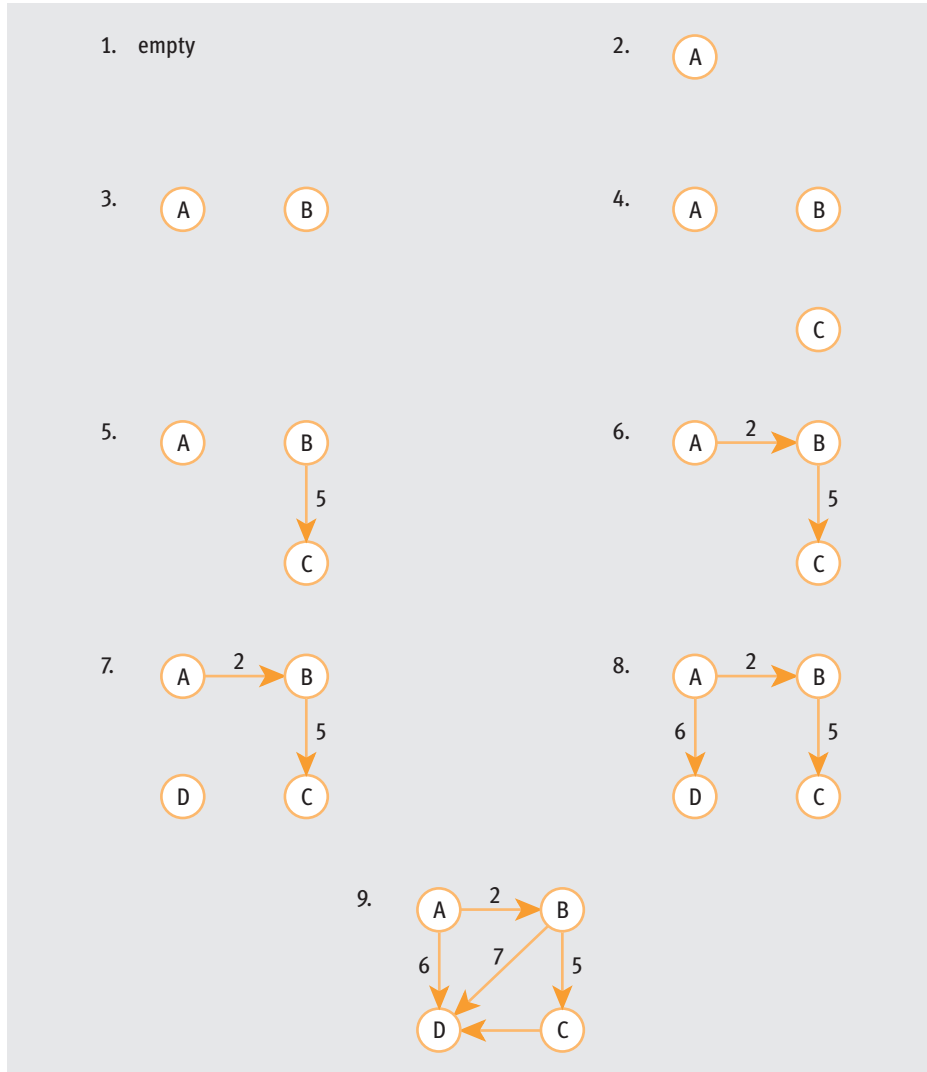 1. empty
2. A
3. A B
4. A B
C
5. A B
5
C
6. A 2 B
5
C
7. A 2 B
5
D C
8. A 2 B
6 5
D C
9. A 2 B
6 7 5
D C